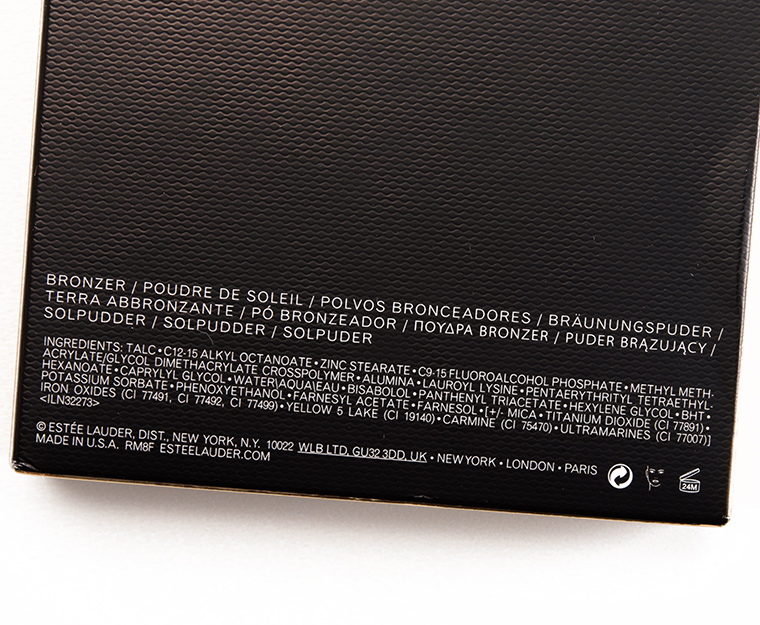 BRONZER / POUDRE DE SOLEIL / POLVOS BRONCEADORES / BRÄUNUNGSPUDER /
TERRA ABBRONZANTE / PÓ BRONZEADOR / ΠΟΥΔΡΑ BRONZER / PUDER BRĄZUJĄCY /
SOLPUDDER / SOLPUDDER / SOLPUDER
INGREDIENTS: TALC • C12-15 ALKYL OCTANOATE • ZINC STEARATE • C9-15 FLUOROALCOHOL PHOSPHATE • METHYL METH-
ACRYLATE/GLYCOL DIMETHACRYLATE CROSSPOLYMER • ALUMINA • LAUROYL LYSINE • PENTAERYTHRITYL TETRAETHYL-
HEXANOATE • CAPRYLYL GLYCOL • WATER\AQUA\EAU • BISABOLOL • PANTHENYL TRIACETATE • HEXYLENE GLYCOL • BHT •
POTASSIUM SORBATE • PHENOXYETHANOL • FARNESYL ACETATE • FARNESOL • [+/- MICA • TITANIUM DIOXIDE (CI 77891) •
IRON OXIDES (CI 77491, CI 77492, CI 77499) • YELLOW 5 LAKE (CI 19140) • CARMINE (CI 75470) • ULTRAMARINES (CI 77007)]
<ILN32273>
© ESTÉE LAUDER, DIST., NEW YORK, N.Y. 10022 WLB LTD. GU32 3DD. UK • NEW YORK • LONDON • PARIS
MADE IN U.S.A. RM8F ESTEELAUDER.COM
24M